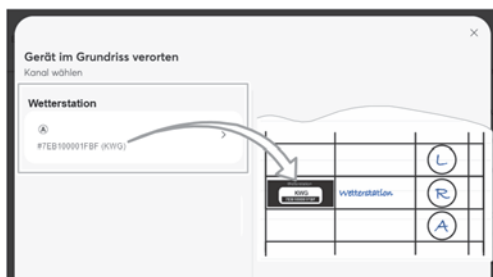 Gerät im Grundriss verorten
Kanal wählen
Wetterstation
A
#7EB100001FBF (KWG)
L
KWG
Wetterstation
R
A